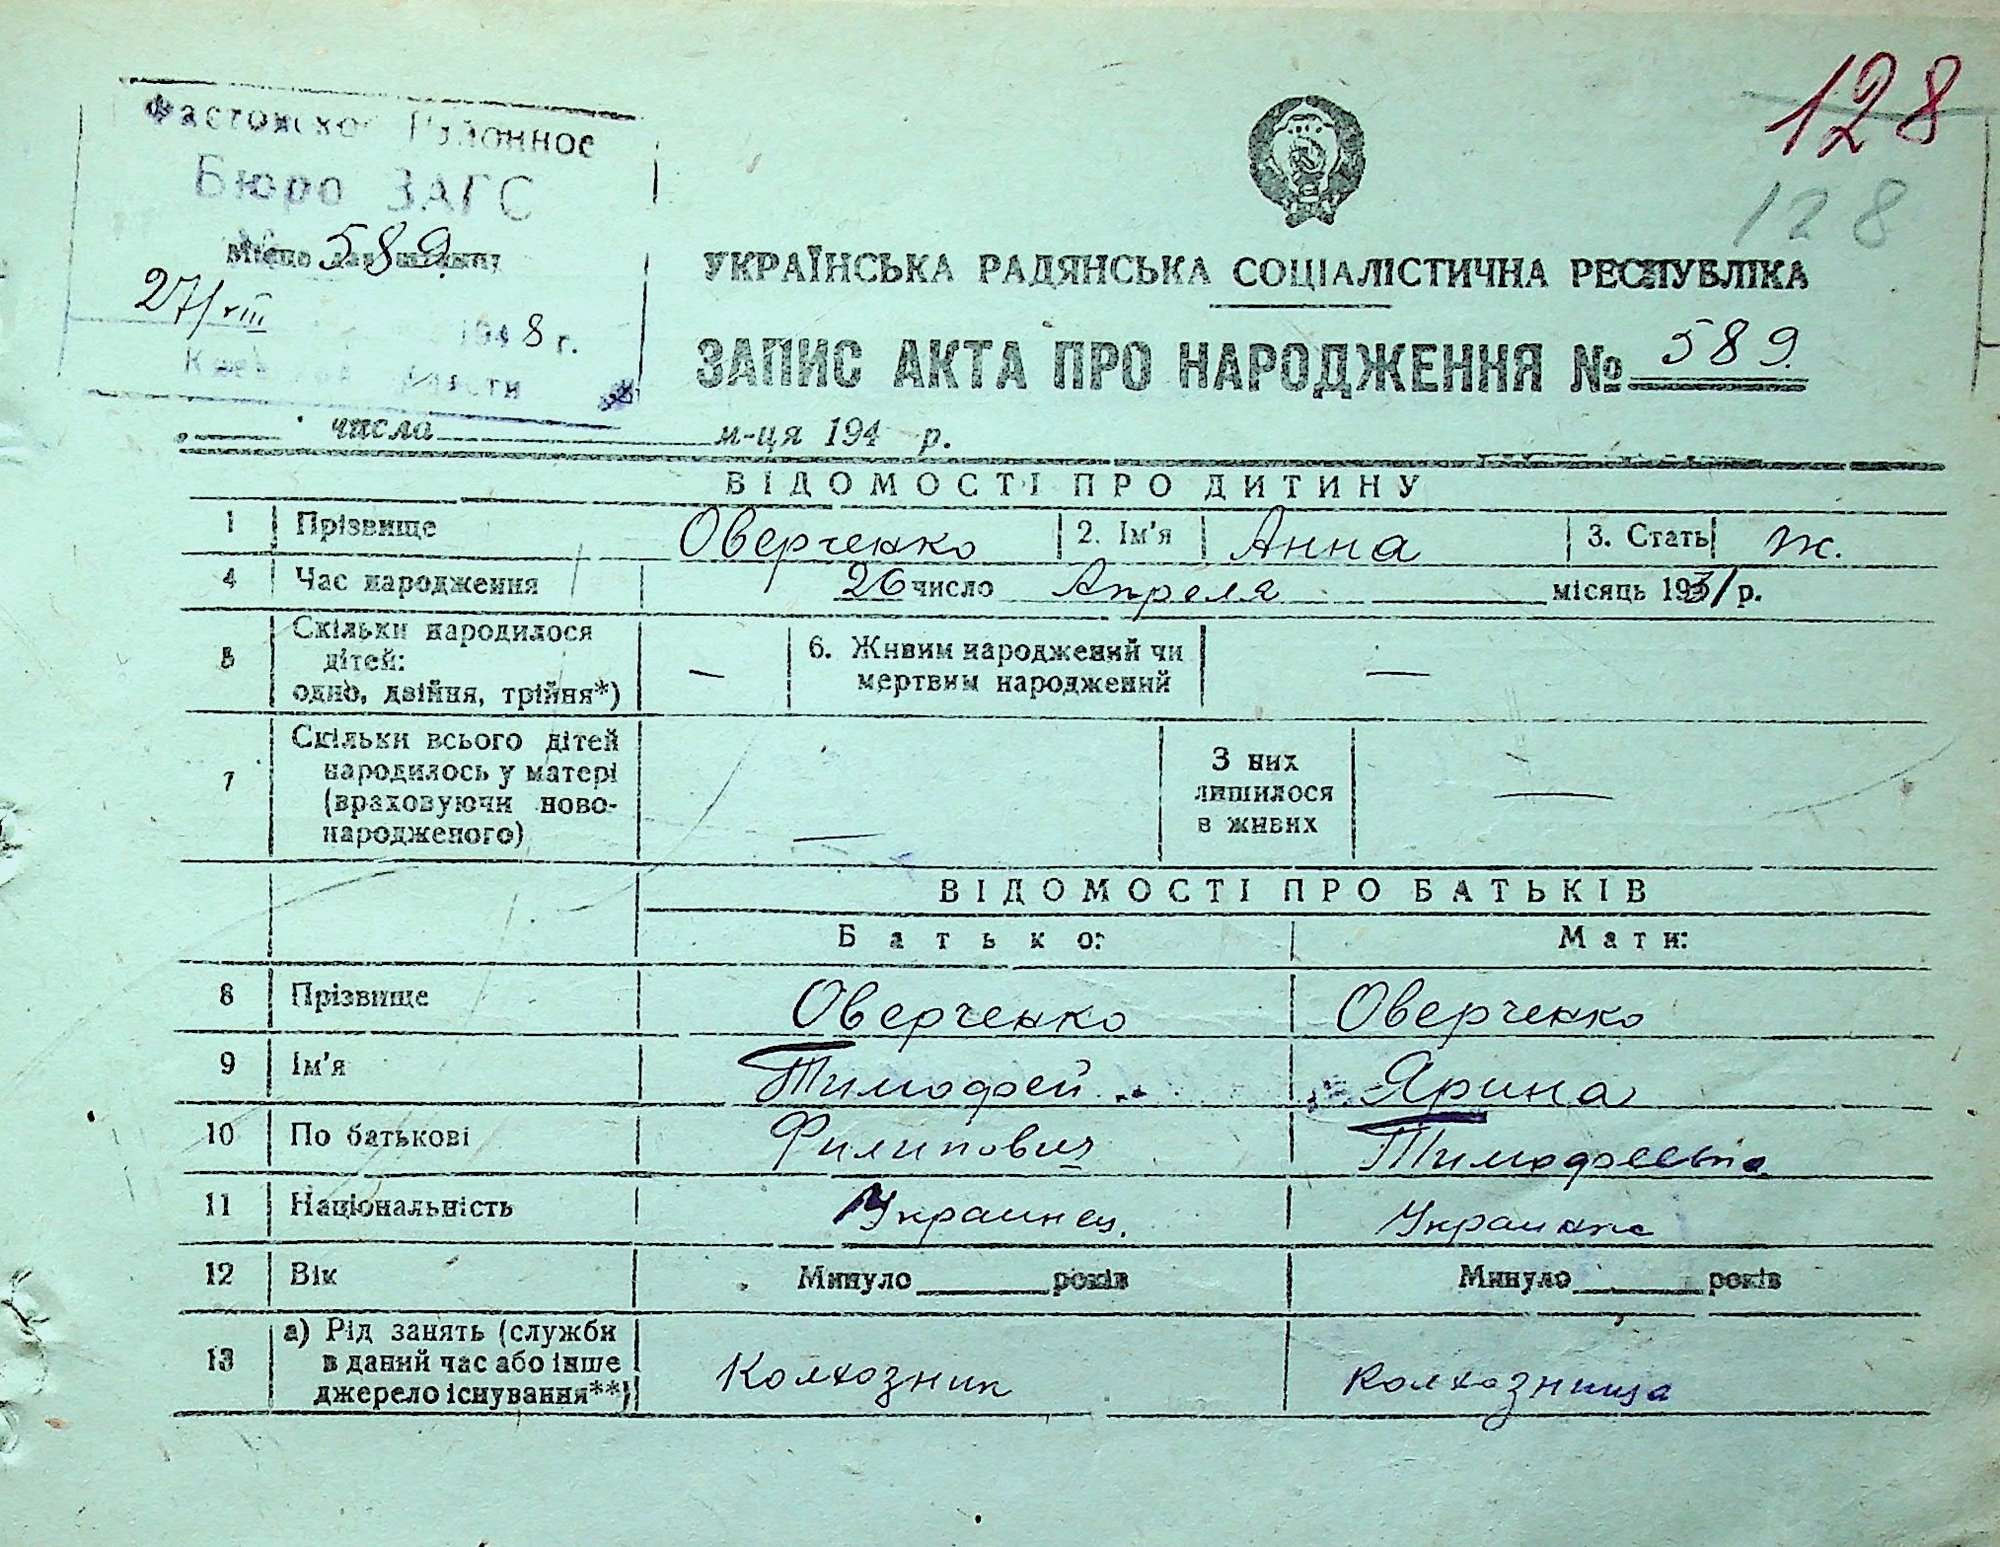 128
128
Фастовское Районное
Бюро ЗАГС
589.
27/VIII 1948 г.
Киевской области
УКРАЇНСЬКА РАДЯНСЬКА СОЦІАЛІСТИЧНА РЕСПУБЛІКА
ЗАПИС АКТА ПРО НАРОДЖЕННЯ № 589.
числа м-ця 194 р.
ВІДОМОСТІ ПРО ДИТИНУ
1 Прізвище Оверченко 2. Ім'я Анна 3. Стать ж.
4 Час народження 26 число Апреля місяць 1931 р.
5 Скільки народилося
дітей:
одно, двійня, трійня*) —
6. Живим народжений чи
мертвим народжений —
7 Скільки всього дітей
народилось у матері
(враховуючи ново-
народженого) —
З них
лишилося
в живих —
ВІДОМОСТІ ПРО БАТЬКІВ
Батько: Мати:
8 Прізвище Оверченко Оверченко
9 Ім'я Тимофей Ярина
10 По батькові Филипович Тимофеевна
11 Національність Украинец. Украинка
12 Вік Минуло років Минуло років
13 а) Рід занять (служби
в даний час або інше
джерело існування**) Колхозник Колхозница